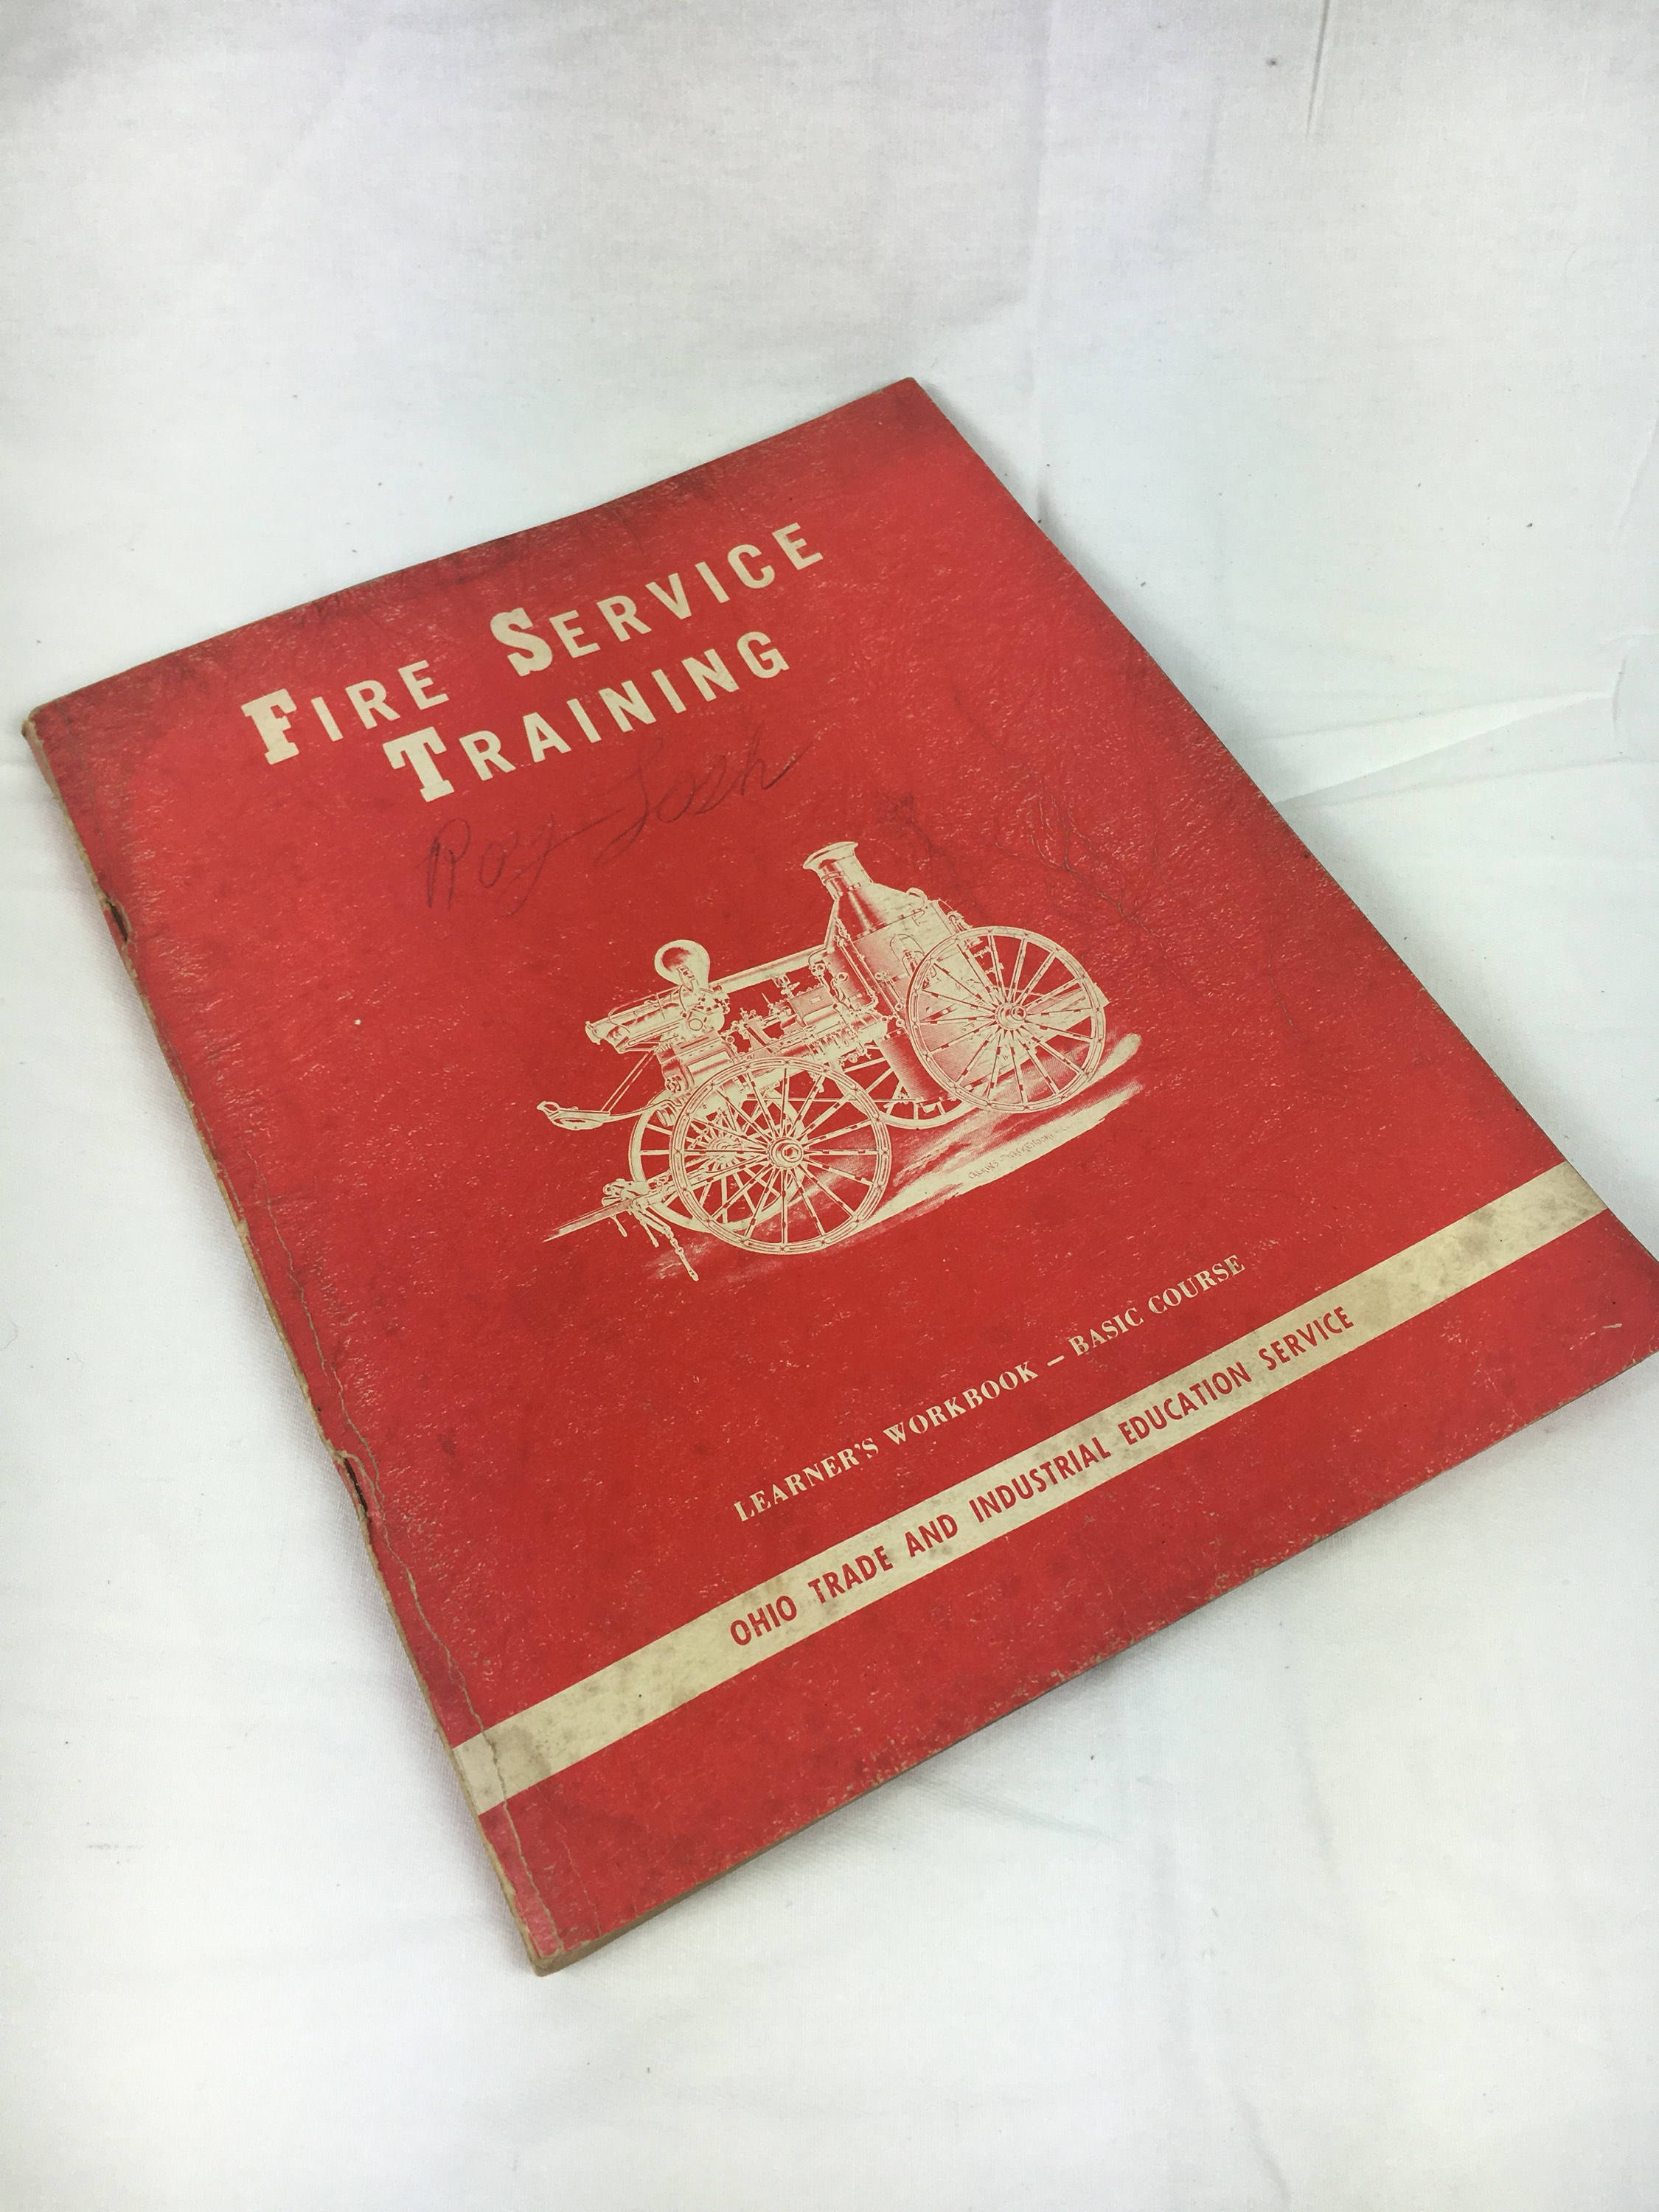 FIRE SERVICE
TRAINING
Roy Losh
LEARNER'S WORKBOOK – BASIC COURSE
OHIO TRADE AND INDUSTRIAL EDUCATION SERVICE